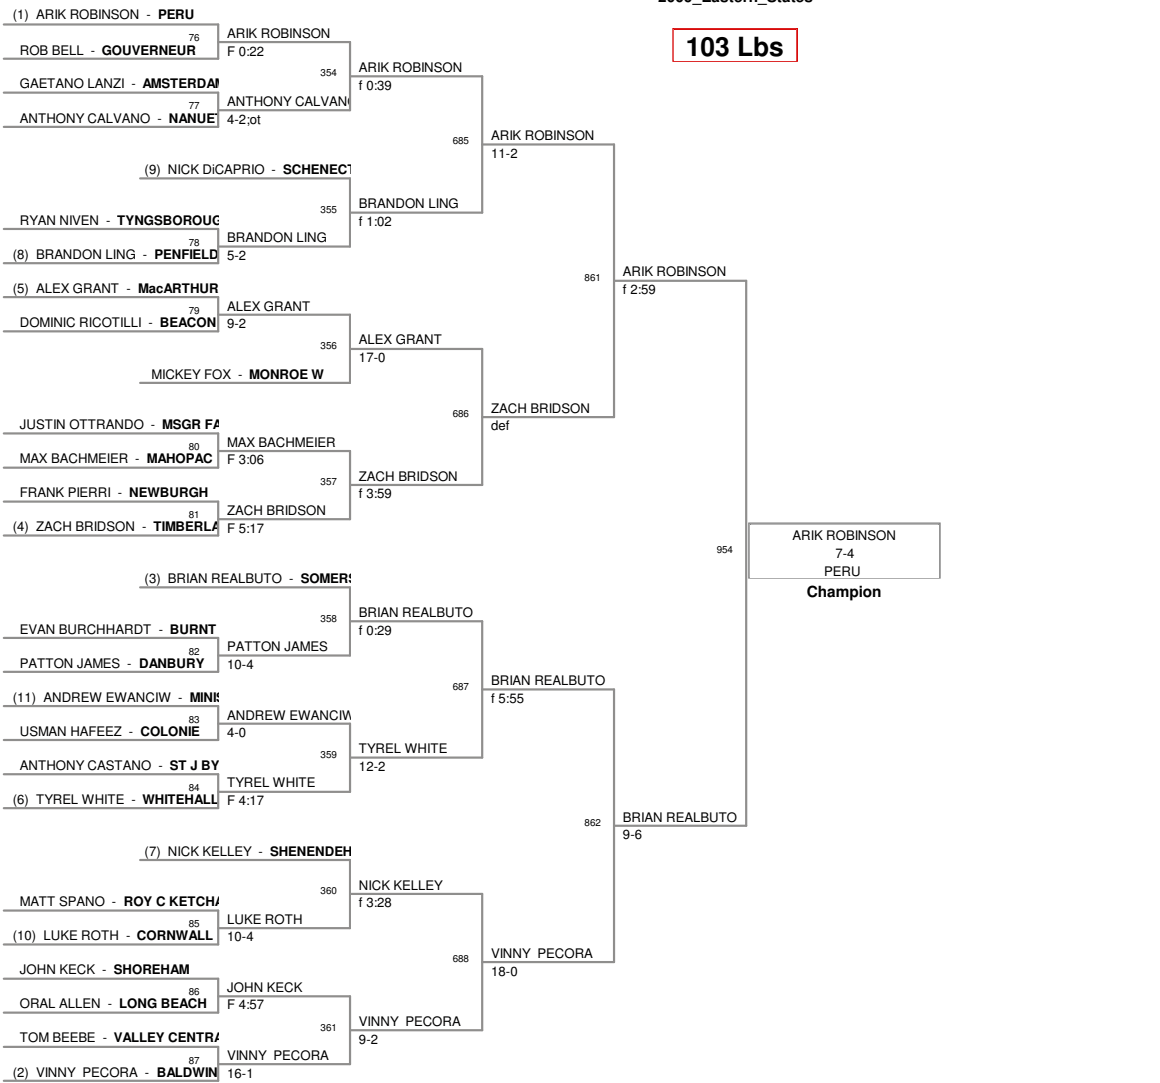 103 Lbs
(1) ARIK ROBINSON - PERU
76
ARIK ROBINSON
ROB BELL - GOUVERNEUR
F 0:22
354
ARIK ROBINSON
GAETANO LANZI - AMSTERDAM
f 0:39
77
ANTHONY CALVANO
ANTHONY CALVANO - NANUET
4-2;ot
685
ARIK ROBINSON
11-2
(9) NICK DiCAPRIO - SCHENECT
355
BRANDON LING
f 1:02
RYAN NIVEN - TYNGSBOROUG
78
BRANDON LING
(8) BRANDON LING - PENFIELD
5-2
861
ARIK ROBINSON
f 2:59
(5) ALEX GRANT - MacARTHUR
79
ALEX GRANT
DOMINIC RICOTILLI - BEACON
9-2
356
ALEX GRANT
17-0
MICKEY FOX - MONROE W
686
ZACH BRIDSON
def
JUSTIN OTTRANDO - MSGR FA
80
MAX BACHMEIER
MAX BACHMEIER - MAHOPAC
F 3:06
357
ZACH BRIDSON
f 3:59
FRANK PIERRI - NEWBURGH
81
ZACH BRIDSON
(4) ZACH BRIDSON - TIMBERLA
F 5:17
954
ARIK ROBINSON
7-4
PERU
Champion
(3) BRIAN REALBUTO - SOMERS
358
BRIAN REALBUTO
f 0:29
EVAN BURCHHARDT - BURNT
82
PATTON JAMES
PATTON JAMES - DANBURY
10-4
687
BRIAN REALBUTO
f 5:55
(11) ANDREW EWANCIW - MINIS
83
ANDREW EWANCIW
USMAN HAFEEZ - COLONIE
4-0
359
TYREL WHITE
12-2
ANTHONY CASTANO - ST J BY
84
TYREL WHITE
(6) TYREL WHITE - WHITEHALL
F 4:17
862
BRIAN REALBUTO
9-6
(7) NICK KELLEY - SHENENDEH
360
NICK KELLEY
f 3:28
MATT SPANO - ROY C KETCHA
85
LUKE ROTH
(10) LUKE ROTH - CORNWALL
10-4
688
VINNY PECORA
18-0
JOHN KECK - SHOREHAM
86
JOHN KECK
ORAL ALLEN - LONG BEACH
F 4:57
361
VINNY PECORA
9-2
TOM BEEBE - VALLEY CENTRA
87
VINNY PECORA
(2) VINNY PECORA - BALDWIN
16-1